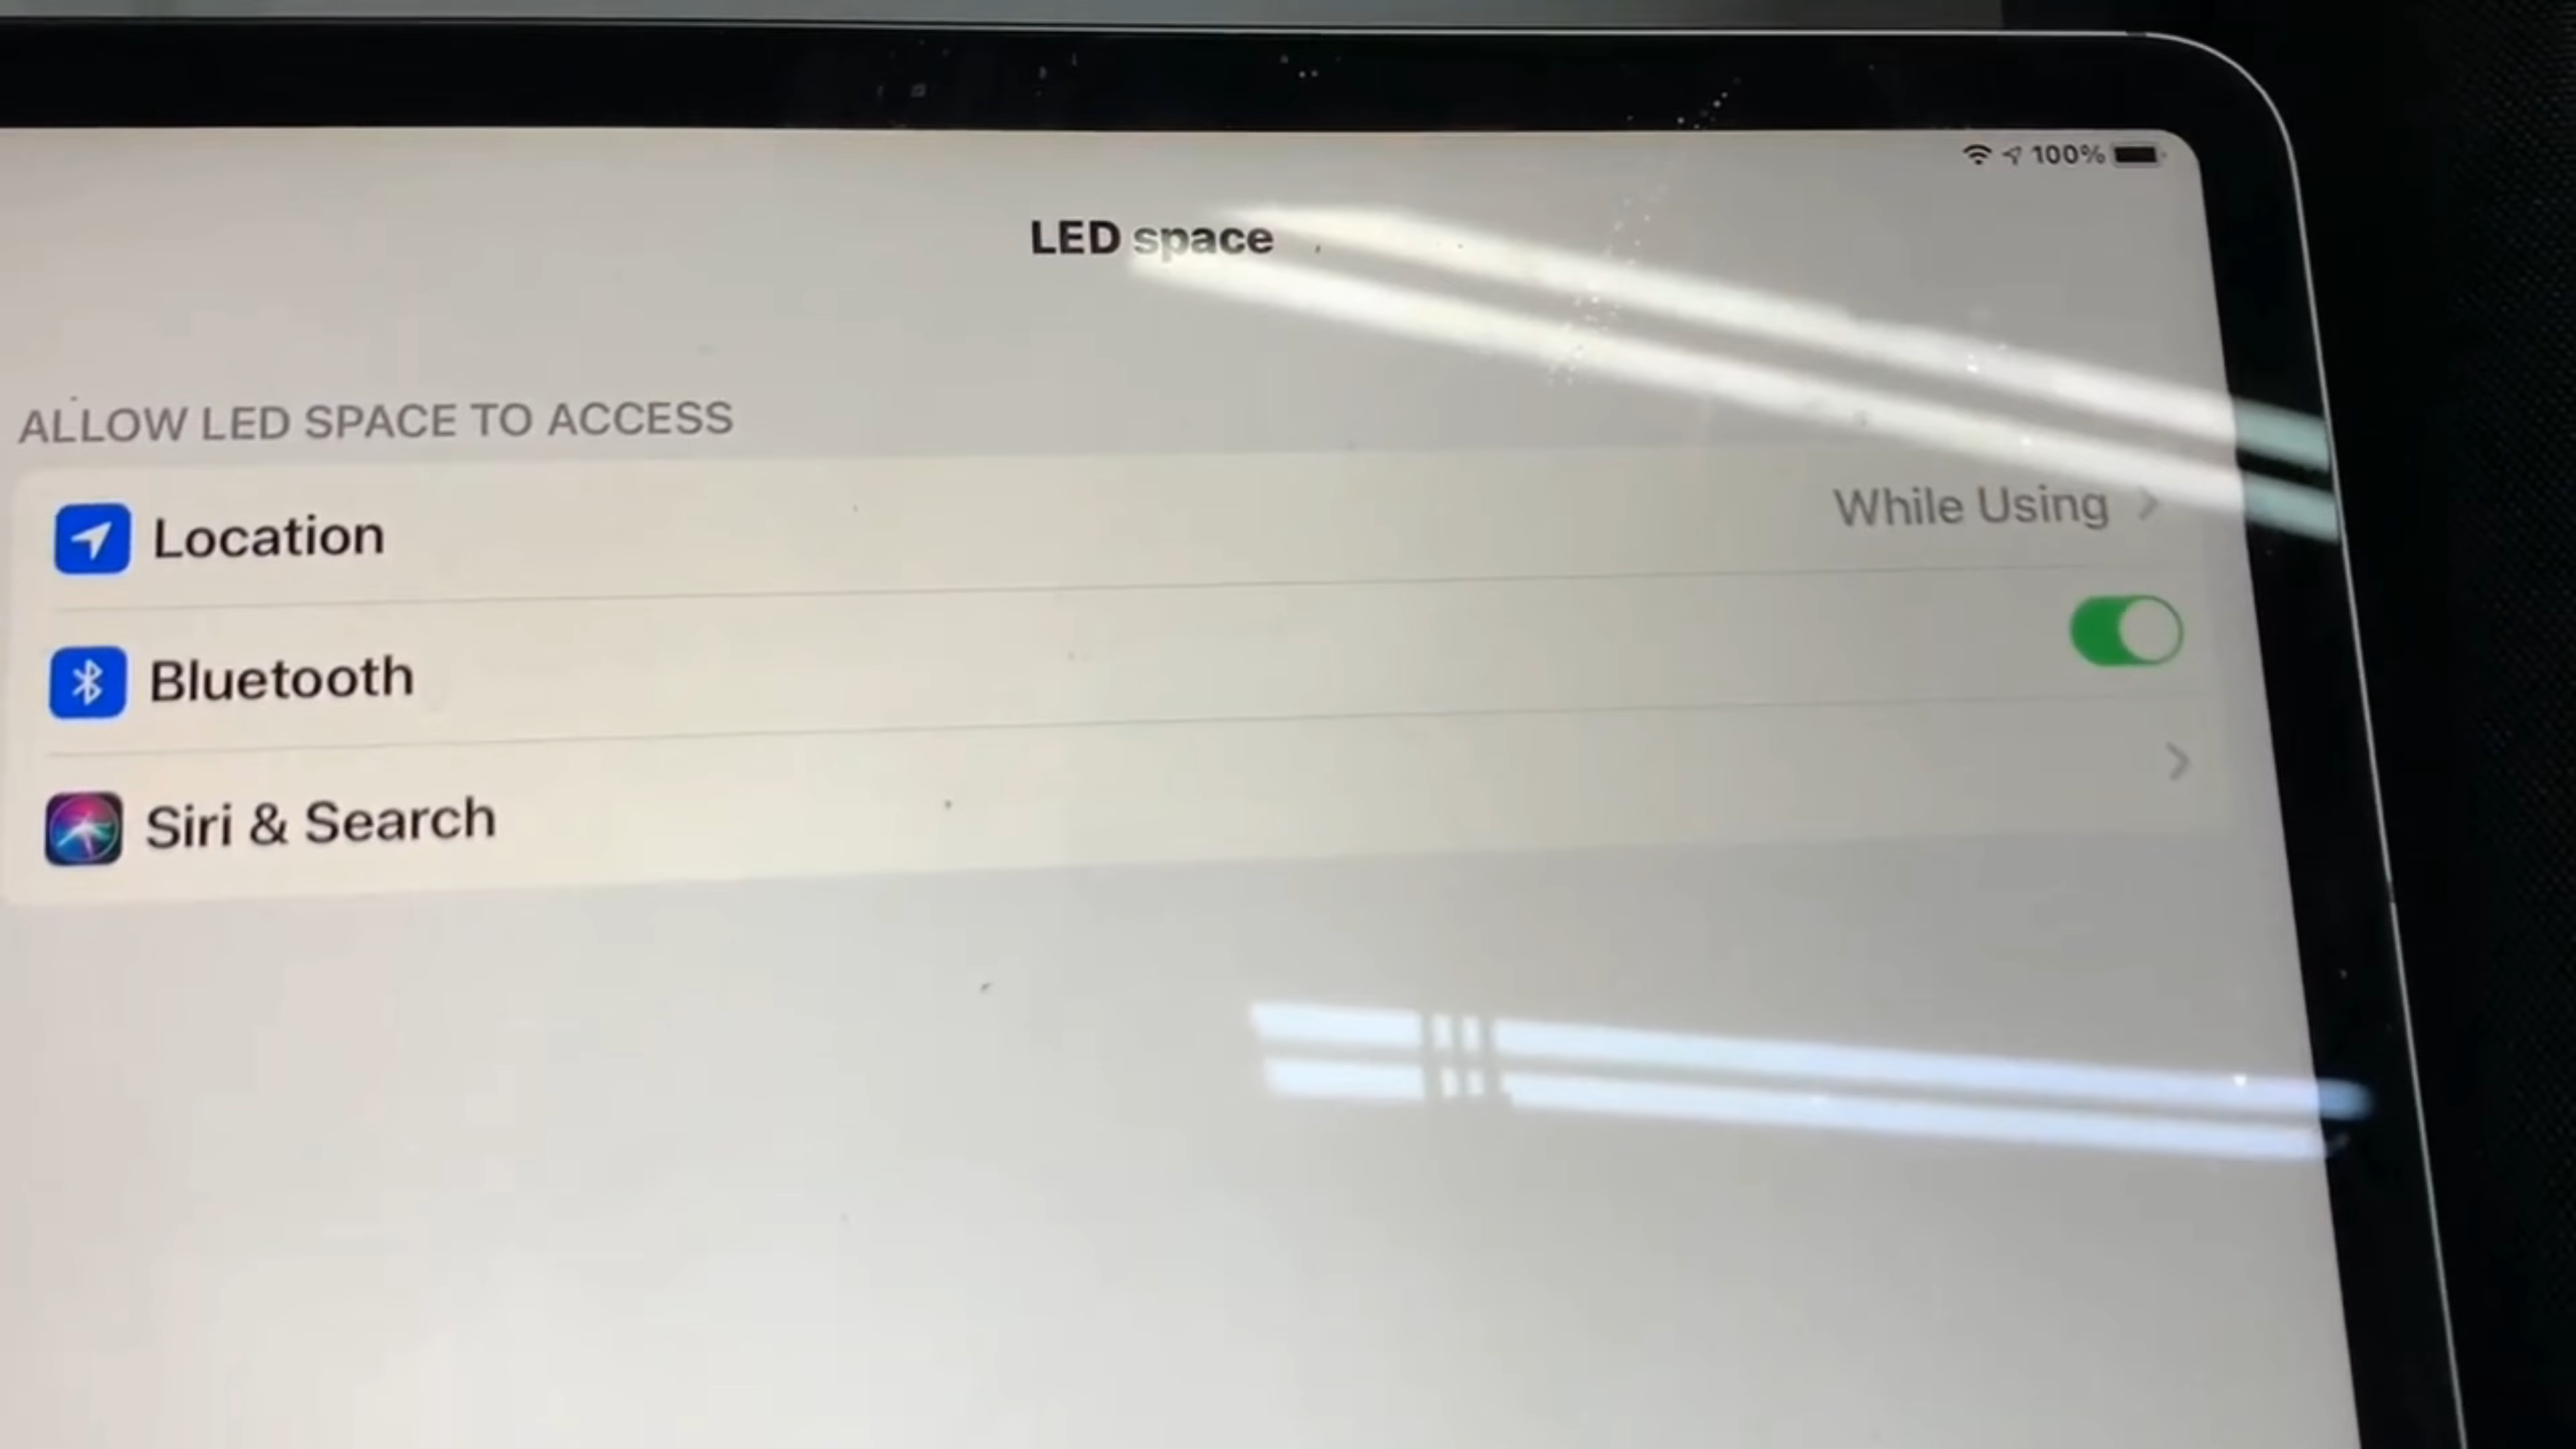 100%
LED space
ALLOW LED SPACE TO ACCESS
Location While Using
Bluetooth
Siri & Search